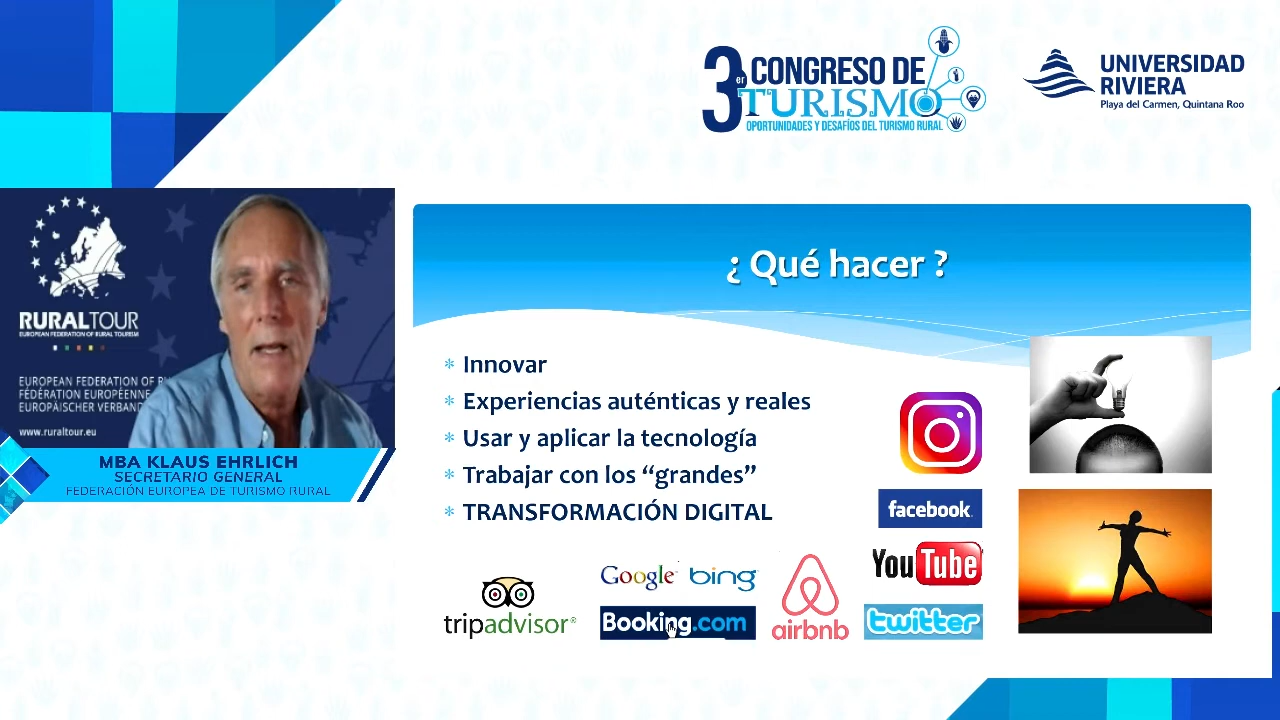 3er CONGRESO DE
TURISMO
OPORTUNIDADES Y DESAFÍOS DEL TURISMO RURAL
UNIVERSIDAD
RIVIERA
Playa del Carmen, Quintana Roo
RURALTOUR
EUROPEAN FEDERATION OF RURAL TOURISM
EUROPEAN FEDERATION OF
FÉDÉRATION EUROPÉENNE
EUROPÄISCHER VERBAND
www.ruraltour.eu
MBA KLAUS EHRLICH
SECRETARIO GENERAL
FEDERACIÓN EUROPEA DE TURISMO RURAL
¿ Qué hacer ?
* Innovar
* Experiencias auténticas y reales
* Usar y aplicar la tecnología
* Trabajar con los “grandes”
* TRANSFORMACIÓN DIGITAL
facebook
YouTube
twitter
Google bing
tripadvisor®
Booking.com
airbnb